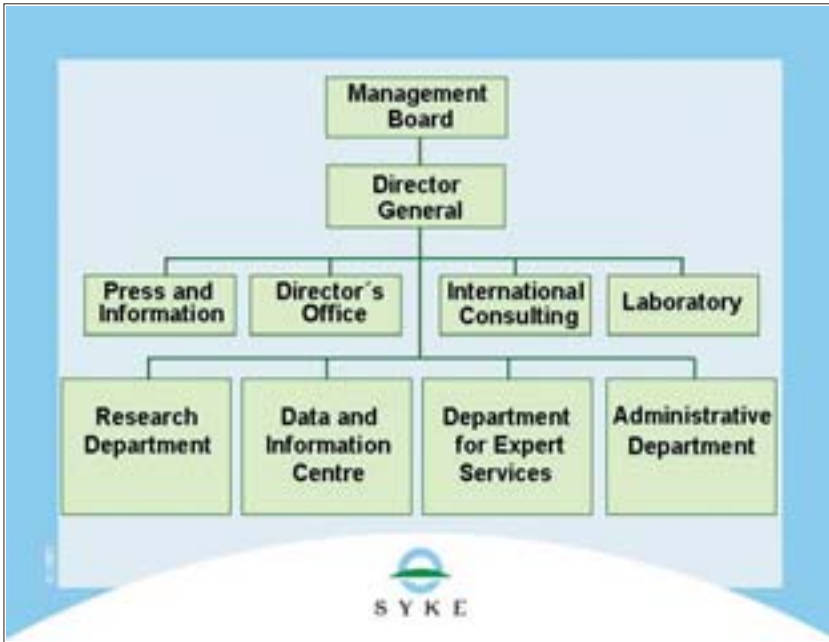 Management
Board
Director
General
Press and
Information
Director´s
Office
International
Consulting
Laboratory
Research
Department
Data and
Information
Centre
Department
for Expert
Services
Administrative
Department
SYKE